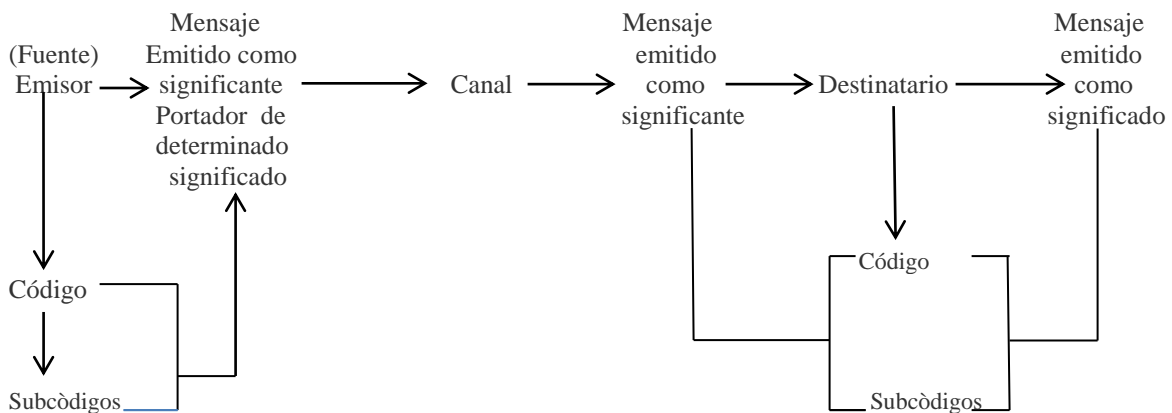 (Fuente)
Emisor
Mensaje
Emitido como
significante
Portador de
determinado
significado
Canal
Mensaje
emitido
como
significante
Destinatario
Mensaje
emitido
como
significado
Código
Subcòdigos
Código
Subcódigos